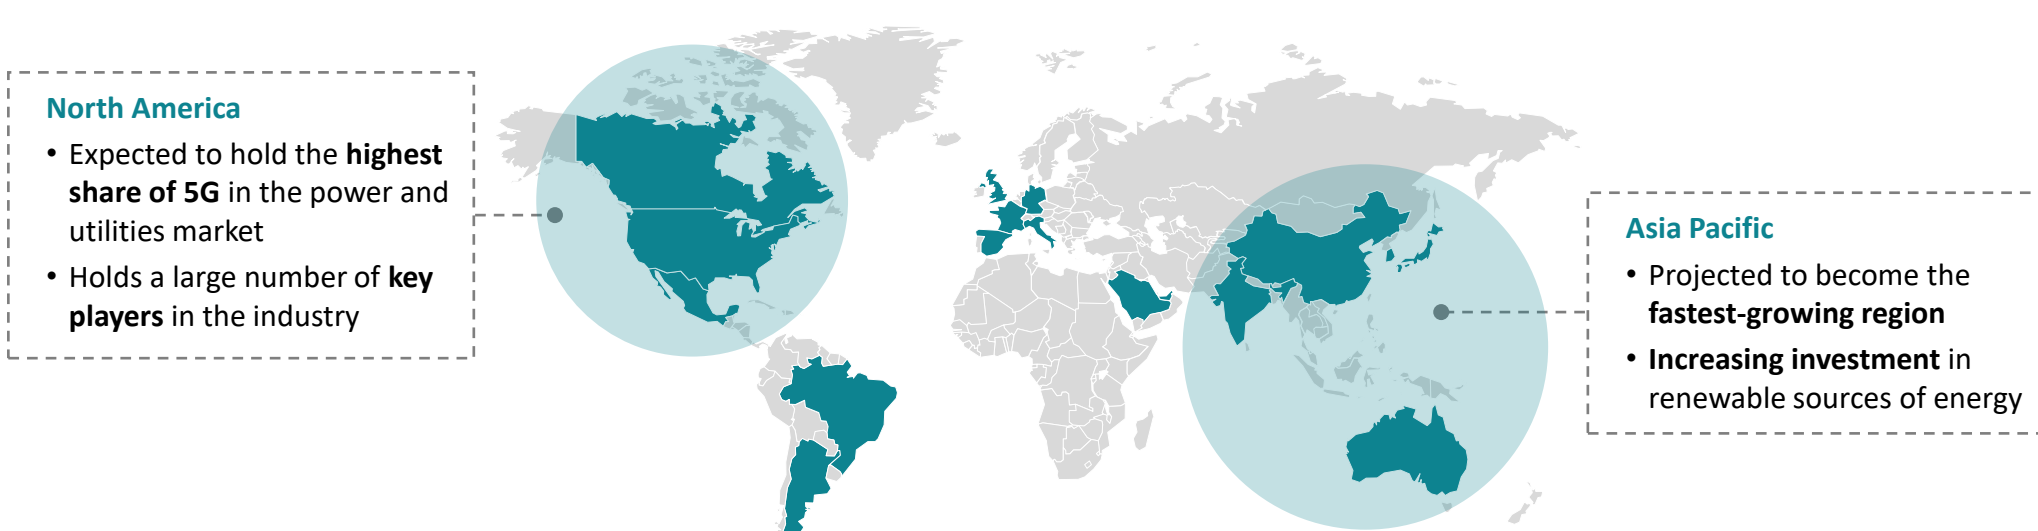 North America
• Expected to hold the highest
share of 5G in the power and
utilities market
• Holds a large number of key
players in the industry
Asia Pacific
• Projected to become the
fastest-growing region
• Increasing investment in
renewable sources of energy